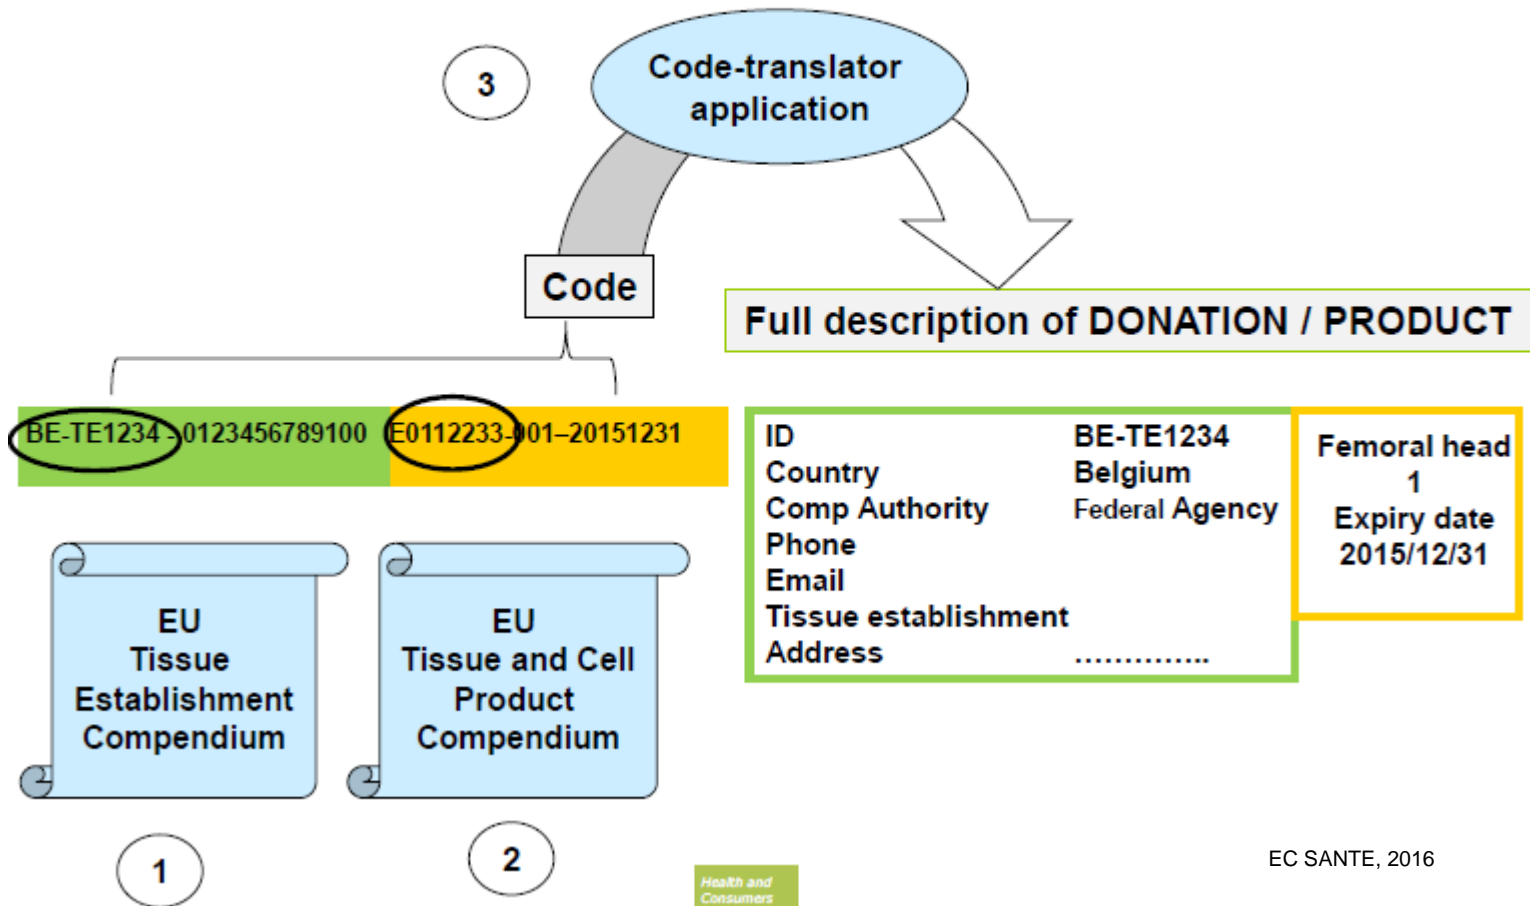 3
Code-translator
application
Code
Full description of DONATION / PRODUCT
BE-TE1234 - 0123456789100 E0112233-001–20151231
ID BE-TE1234
Country Belgium
Comp Authority Federal Agency
Phone
Email
Tissue establishment
Address …………..
Femoral head
1
Expiry date
2015/12/31
EU
Tissue
Establishment
Compendium
EU
Tissue and Cell
Product
Compendium
1
2
Health and
Consumers
EC SANTE, 2016